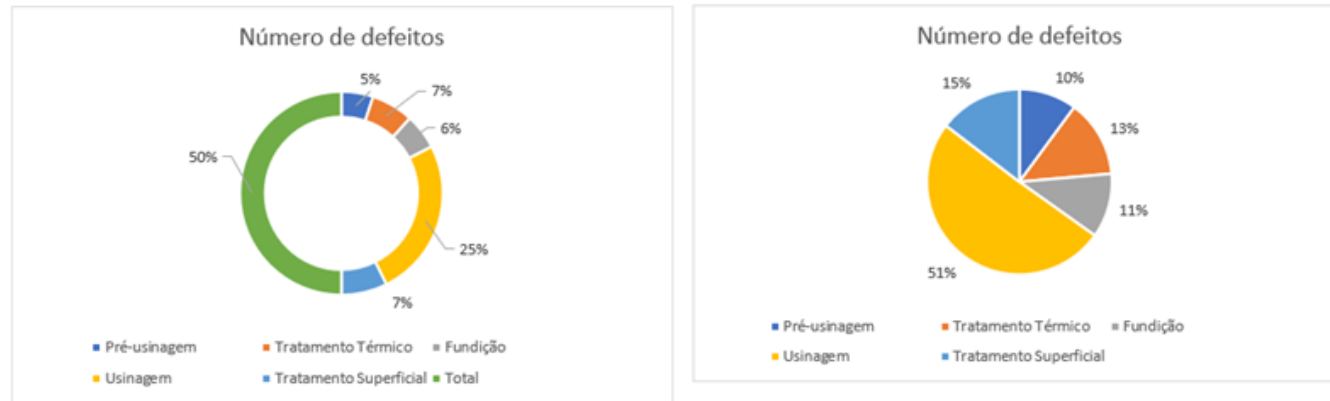 Número de defeitos
5%
7%
6%
50%
25%
7%
Pré-usinagem Tratamento Térmico Fundição
Usinagem Tratamento Superficial Total
Número de defeitos
15% 10%
13%
11%
51%
Pré-usinagem Tratamento Térmico Fundição
Usinagem Tratamento Superficial